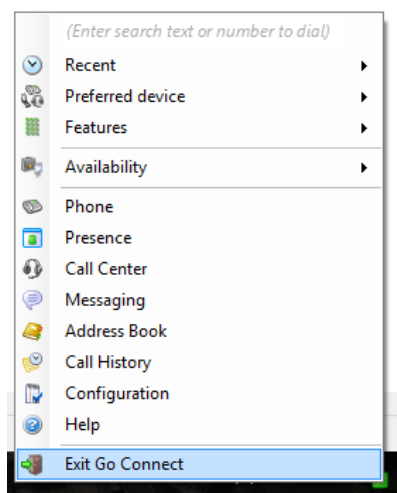 (Enter search text or number to dial)
Recent
Preferred device
Features
Availability
Phone
Presence
Call Center
Messaging
Address Book
Call History
Configuration
Help
Exit Go Connect